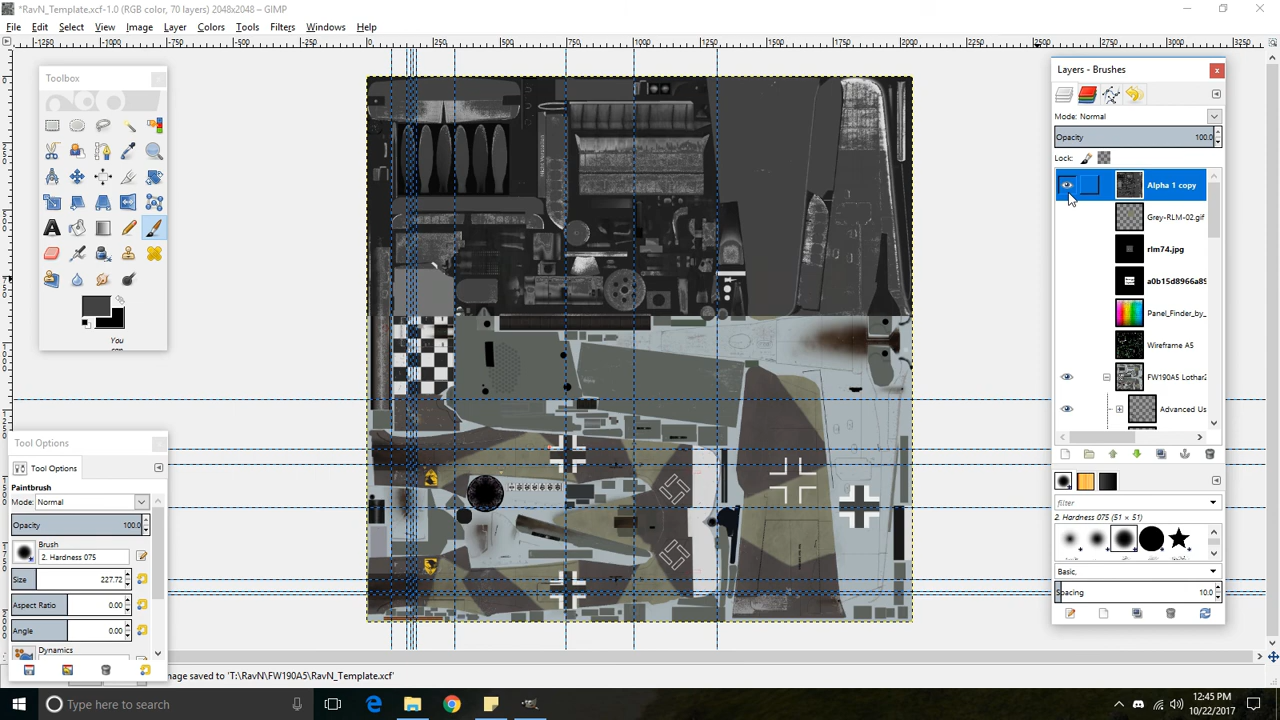 *RavN_Template.xcf-1.0 (RGB color, 70 layers) 2048x2048 – GIMP
File Edit Select View Image Layer Colors Tools Filters Windows Help
Toolbox
You
Tool Options
Tool Options
Paintbrush
Mode: Normal
Opacity 100.0
Brush
2. Hardness 075
Size 227.72
Aspect Ratio 0.00
Angle 0.00
Dynamics
mage saved to 'T:\RavN\FW190A5\RavN_Template.xcf'
Layers - Brushes
Mode: Normal
Opacity 100.0
Lock:
Alpha 1 copy
Grey-RLM-02.gif
rlm74.jpg
a0b15d8966a89
Panel_Finder_by_
Wireframe A5
FW190A5 Lothar
Advanced Us
filter
2. Hardness 075 (51 × 51)
Basic,
Spacing 10.0
Type here to search
12:45 PM
10/22/2017